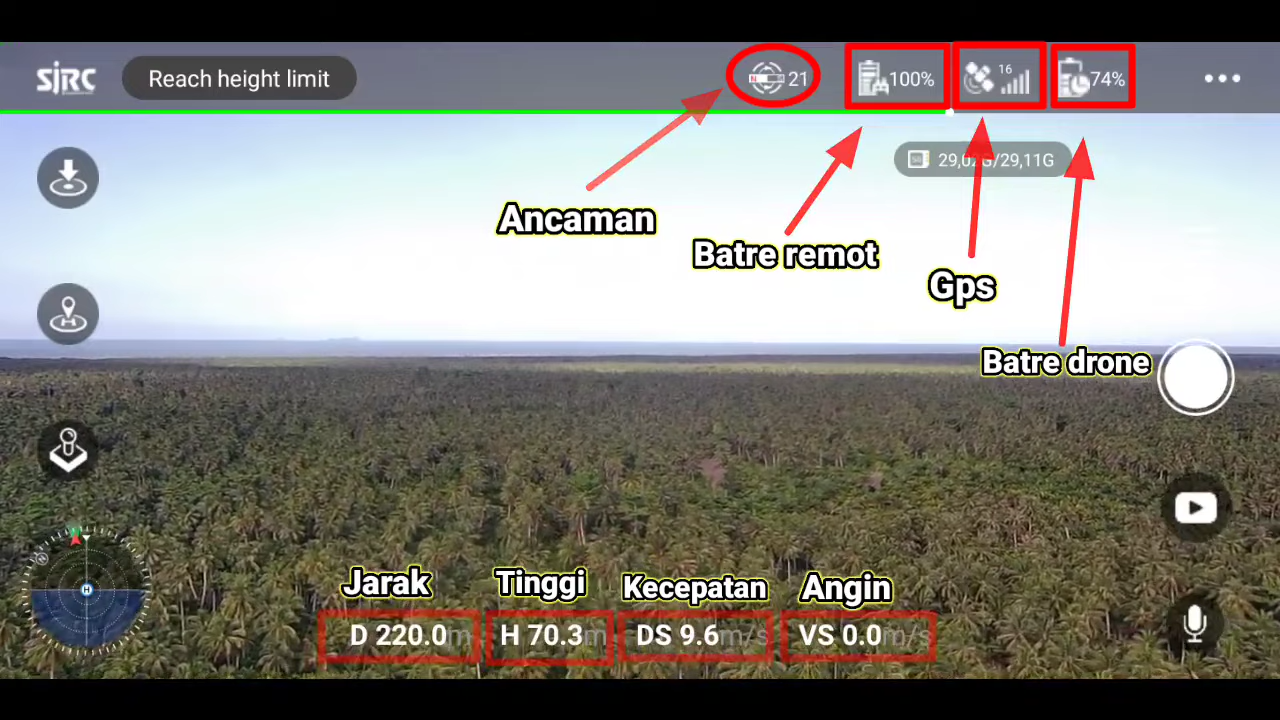 SJRC
Reach height limit
N
21
100%
16
74%
29,02G/29,11G
Ancaman
Batre remot
Gps
Batre drone
N
H
Jarak
Tinggi
Kecepatan
Angin
D 220.0m
H 70.3m
DS 9.6m/s
VS 0.0m/s